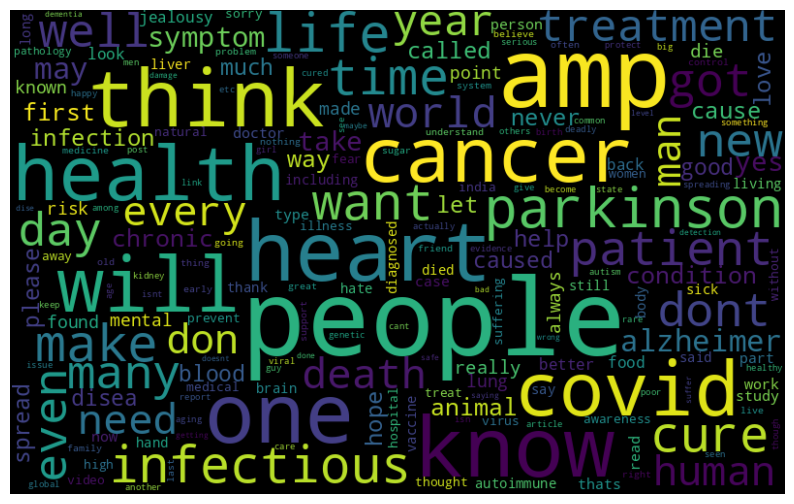 long
dementia
jealousy
sorry
year
person
believe
often
protect
big
treatment
well
symptom
look
life
called
serious
pathology
men
problem
someone
may
liver
much
time
point
die
amp
got
love
known
damage
cured
etc
system
control
happy
think
level
first
made
world
never
cause
something
natural
doctor
nothing
see
maybe
understand
others
birth
deadly
infection
take
cancer
man
new
medicine
post
girl
fear
sugar
common
back
good
yes
health
link
way
including
india
give
become
state
women
spreading
living
dise
among
want
let
parkinson
day
risk
every
type
illness
diagnosed
friend
evidence
detection
chronic
going
heart
actually
caused
help
patient
without
away
old
kidney
thing
died
great
bad
autism
condition
please
will
keep
age
isnt
early
thank
hate
case
always
still
sick
body
found
mental
prevent
people
suffering
dont
make
don
support
genetic
cant
wrong
rare
issue
many
doesnt
death
really
better
food
said
part
alzheimer
spread
even
blood
viral
done
safe
guy
covid
poor
healthy
disea
medical
brain
lung
treat
work
study
need
report
saying
suffer
one
hope
hospital
animal
say
live
aging
vaccine
virus
awareness
cure
now
hand
know
article
read
seen
though
family
getting
care
high
last
infectious
human
global
video
another
thought
autoimmune
thats
right